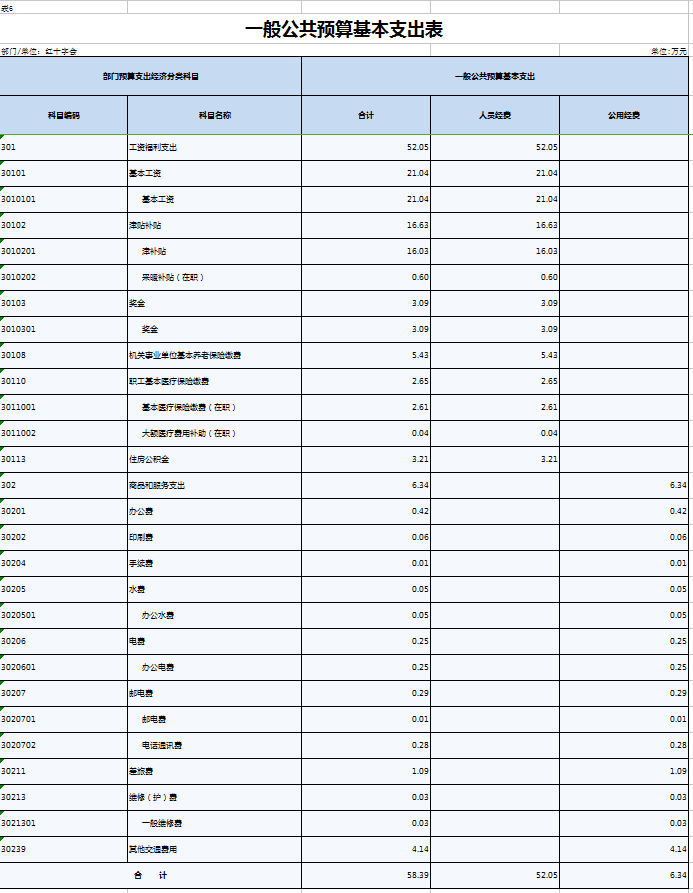 表6
一般公共预算基本支出表
部门/单位：红十字会 单位:万元
部门预算支出经济分类科目 一般公共预算基本支出
科目编码 科目名称 合计 人员经费 公用经费
301 工资福利支出 52.05 52.05
30101 基本工资 21.04 21.04
3010101 基本工资 21.04 21.04
30102 津贴补贴 16.63 16.63
3010201 津补贴 16.03 16.03
3010202 采暖补贴（在职） 0.60 0.60
30103 奖金 3.09 3.09
3010301 奖金 3.09 3.09
30108 机关事业单位基本养老保险缴费 5.43 5.43
30110 职工基本医疗保险缴费 2.65 2.65
3011001 基本医疗保险缴费（在职） 2.61 2.61
3011002 大额医疗费用补助（在职） 0.04 0.04
30113 住房公积金 3.21 3.21
302 商品和服务支出 6.34 6.34
30201 办公费 0.42 0.42
30202 印刷费 0.06 0.06
30204 手续费 0.01 0.01
30205 水费 0.05 0.05
3020501 办公水费 0.05 0.05
30206 电费 0.25 0.25
3020601 办公电费 0.25 0.25
30207 邮电费 0.29 0.29
3020701 邮电费 0.01 0.01
3020702 电话通讯费 0.28 0.28
30211 差旅费 1.09 1.09
30213 维修（护）费 0.03 0.03
3021301 一般维修费 0.03 0.03
30239 其他交通费用 4.14 4.14
合 计 58.39 52.05 6.34